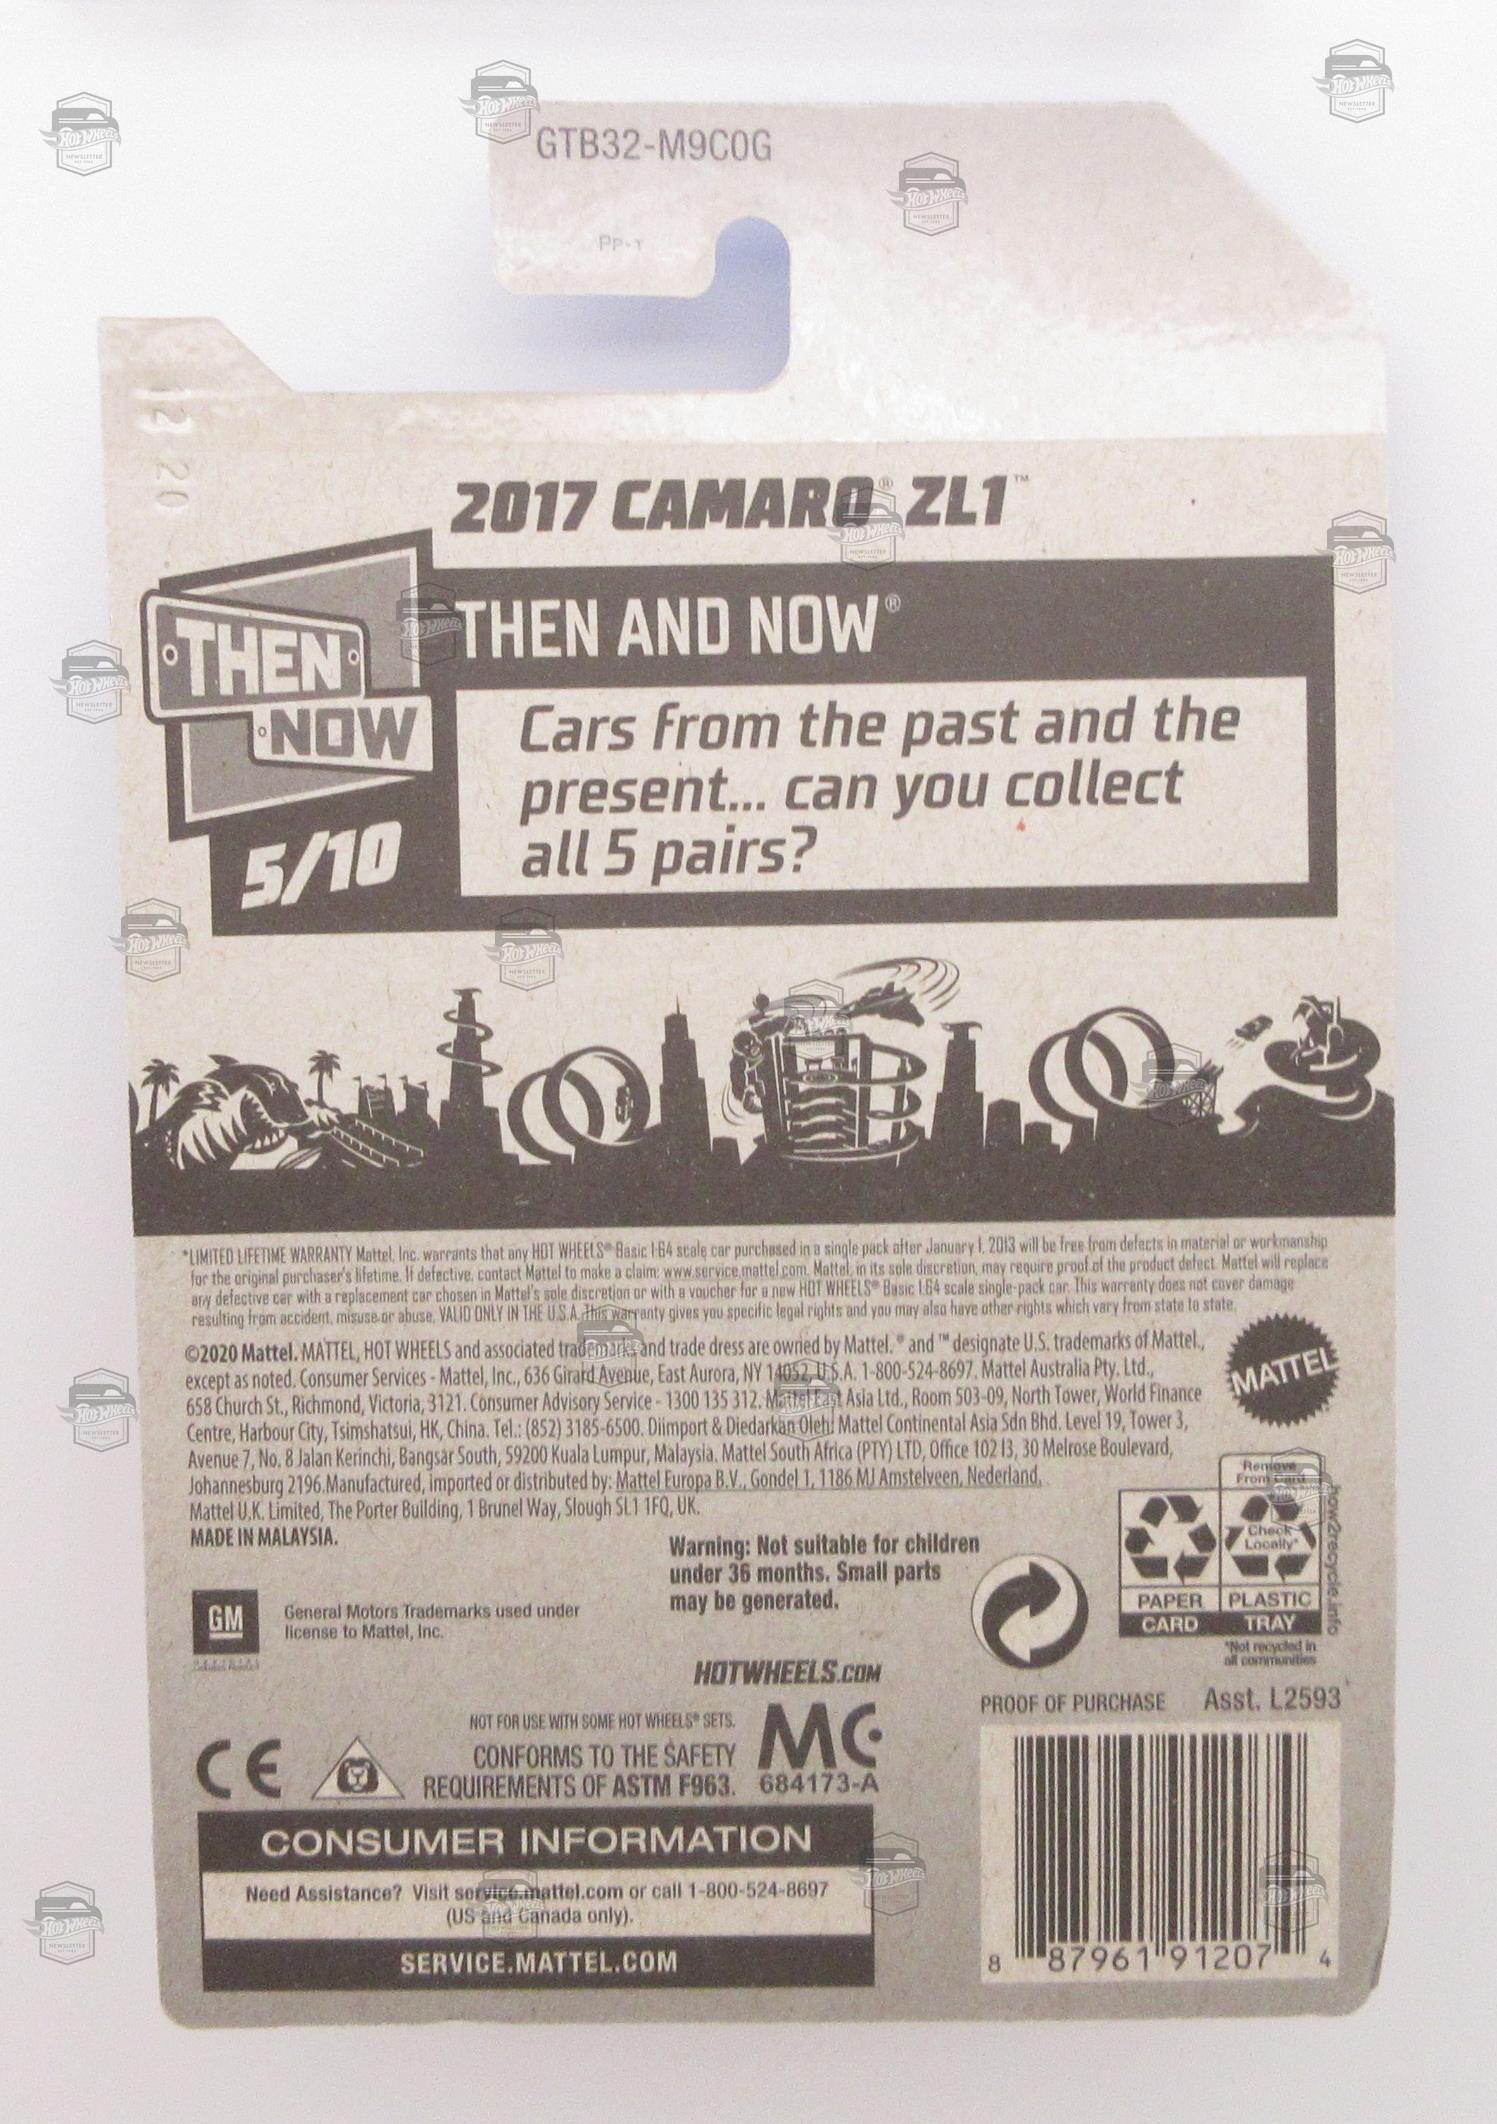 GTB32-M9C0G
PP-T
12 20
2017 CAMARO® ZL1™
THEN AND NOW®
THEN
NOW
Cars from the past and the
present... can you collect
all 5 pairs?
5/10
*LIMITED LIFETIME WARRANTY Mattel, Inc. warrants that any HOT WHEELS® Basic 1:64 scale car purchased in a single pack after January 1, 2013 will be free from defects in material or workmanship
for the original purchaser's lifetime. If defective, contact Mattel to make a claim: www.service.mattel.com. Mattel, in its sole discretion, may require proof of the product defect. Mattel will replace
any defective car with a replacement car chosen in Mattel's sole discretion or with a voucher for a new HOT WHEELS® Basic 1:64 scale single-pack car. This warranty does not cover damage
resulting from accident, misuse or abuse. VALID ONLY IN THE U.S.A. This warranty gives you specific legal rights and you may also have other rights which vary from state to state.
©2020 Mattel. MATTEL, HOT WHEELS and associated trademarks and trade dress are owned by Mattel. ® and ™ designate U.S. trademarks of Mattel.,
except as noted. Consumer Services - Mattel, Inc., 636 Girard Avenue, East Aurora, NY 14052, U.S.A. 1-800-524-8697. Mattel Australia Pty. Ltd.,
658 Church St., Richmond, Victoria, 3121. Consumer Advisory Service - 1300 135 312. Mattel East Asia Ltd., Room 503-09, North Tower, World Finance
Centre, Harbour City, Tsimshatsui, HK, China. Tel.: (852) 3185-6500. Diimport & Diedarkan Oleh: Mattel Continental Asia Sdn Bhd. Level 19, Tower 3,
Avenue 7, No. 8 Jalan Kerinchi, Bangsar South, 59200 Kuala Lumpur, Malaysia. Mattel South Africa (PTY) LTD, Office 102 I3, 30 Melrose Boulevard,
Johannesburg 2196.Manufactured, imported or distributed by: Mattel Europa B.V., Gondel 1, 1186 MJ Amstelveen, Nederland.
Mattel U.K. Limited, The Porter Building, 1 Brunel Way, Slough SL1 1FQ, UK.
MADE IN MALAYSIA.
MATTEL
Warning: Not suitable for children
under 36 months. Small parts
may be generated.
GM
General Motors Trademarks used under
license to Mattel, Inc.
Remove
From Card
Check
Locally*
PAPER
PLASTIC
CARD
TRAY
how2recycle.info
*Not recycled in
all communities
HOTWHEELS.COM
PROOF OF PURCHASE Asst. L2593
NOT FOR USE WITH SOME HOT WHEELS® SETS.
CONFORMS TO THE SAFETY
REQUIREMENTS OF ASTM F963.
CE
MC
684173-A
CONSUMER INFORMATION
Need Assistance? Visit service.mattel.com or call 1-800-524-8697
(US and Canada only).
SERVICE.MATTEL.COM
8 87961 91207 4
Hot Wheels
NEWSLETTER